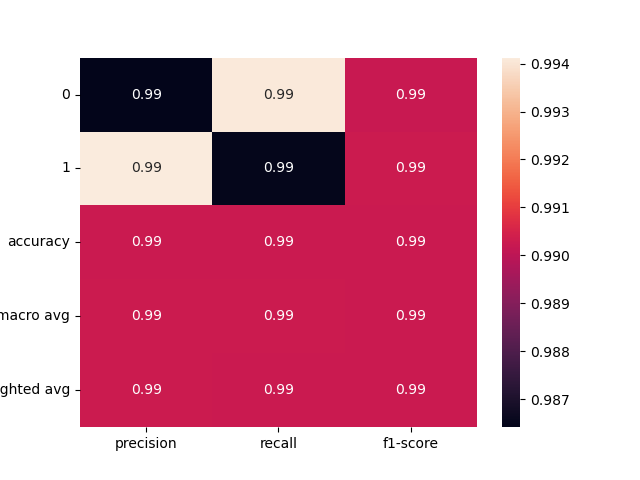 0 0.99 0.99 0.99
1 0.99 0.99 0.99
accuracy 0.99 0.99 0.99
macro avg 0.99 0.99 0.99
ghted avg 0.99 0.99 0.99
precision recall f1-score
0.994
0.993
0.992
0.991
0.990
0.989
0.988
0.987